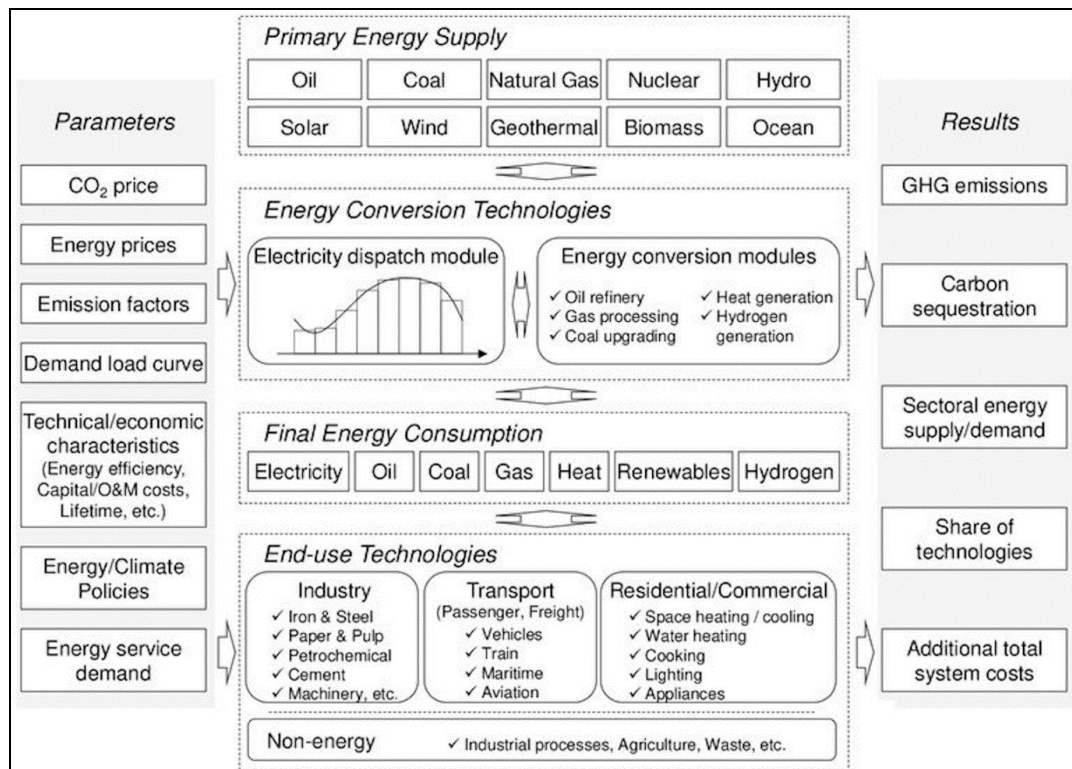 Primary Energy Supply
Oil
Coal
Natural Gas
Nuclear
Hydro
Solar
Wind
Geothermal
Biomass
Ocean
Parameters
CO₂ price
Energy prices
Emission factors
Demand load curve
Technical/economic
characteristics
(Energy efficiency,
Capital/O&M costs,
Lifetime, etc.)
Energy/Climate
Policies
Energy service
demand
Energy Conversion Technologies
Electricity dispatch module
Energy conversion modules
✓ Oil refinery
✓ Gas processing
✓ Coal upgrading
✓ Heat generation
✓ Hydrogen
generation
Final Energy Consumption
Electricity
Oil
Coal
Gas
Heat
Renewables
Hydrogen
End-use Technologies
Industry
✓ Iron & Steel
✓ Paper & Pulp
✓ Petrochemical
✓ Cement
✓ Machinery, etc.
Transport
(Passenger, Freight)
✓ Vehicles
✓ Train
✓ Maritime
✓ Aviation
Residential/Commercial
✓ Space heating / cooling
✓ Water heating
✓ Cooking
✓ Lighting
✓ Appliances
Non-energy
✓ Industrial processes, Agriculture, Waste, etc.
Results
GHG emissions
Carbon
sequestration
Sectoral energy
supply/demand
Share of
technologies
Additional total
system costs